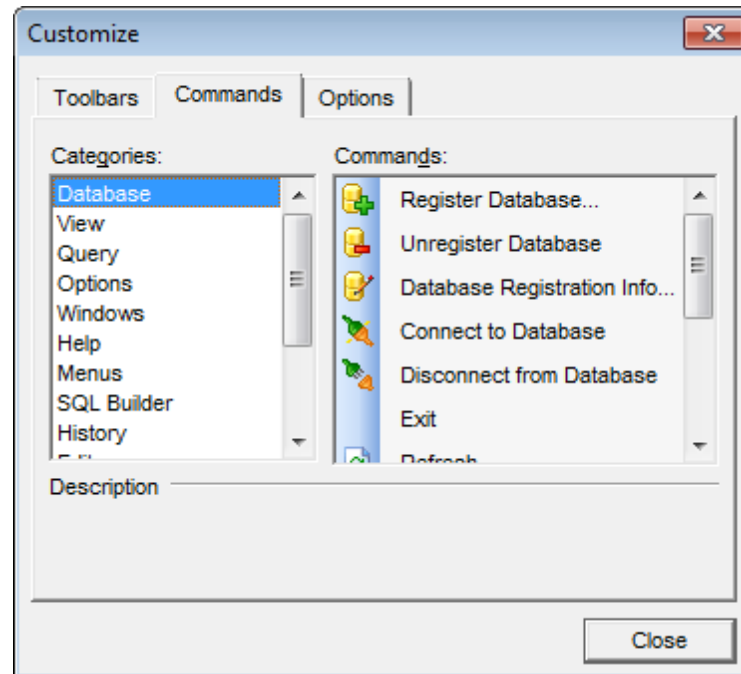 Customize
Toolbars Commands Options
Categories:
Database
View
Query
Options
Windows
Help
Menus
SQL Builder
History
Commands:
Register Database...
Unregister Database
Database Registration Info...
Connect to Database
Disconnect from Database
Exit
Refresh
Description
Close